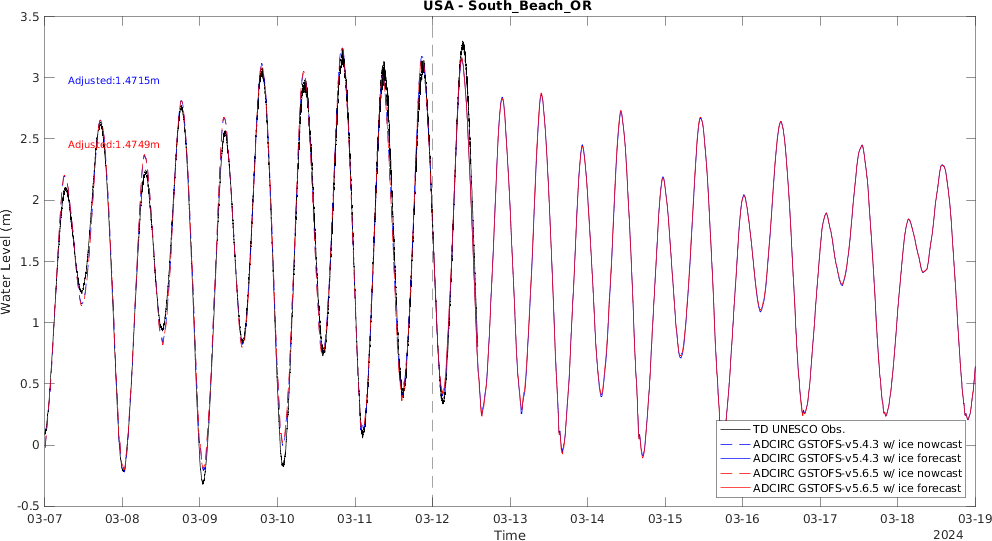 USA - South_Beach_OR
3.5
3
2.5
2
1.5
1
0.5
0
-0.5
Water Level (m)
Adjusted:1.4715m
Adjusted:1.4749m
TD UNESCO Obs.
ADCIRC GSTOFS-v5.4.3 w/ ice nowcast
ADCIRC GSTOFS-v5.4.3 w/ ice forecast
ADCIRC GSTOFS-v5.6.5 w/ ice nowcast
ADCIRC GSTOFS-v5.6.5 w/ ice forecast
03-07 03-08 03-09 03-10 03-11 03-12 03-13 03-14 03-15 03-16 03-17 03-18 03-19
Time
2024